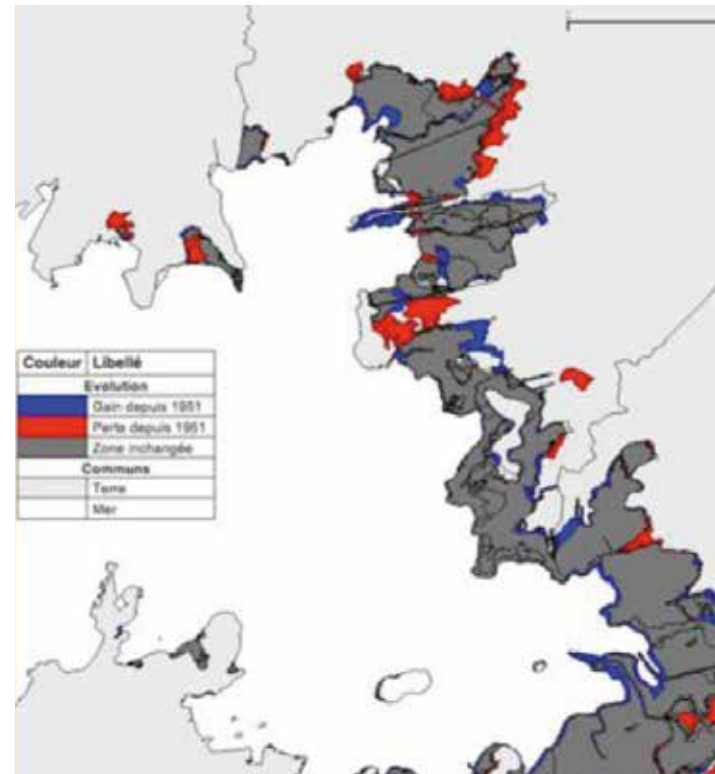 Couleur Libellé
Evolution
Gain depuis 1951
Perte depuis 1951
Zone inchangée
Communs
Terre
Mer